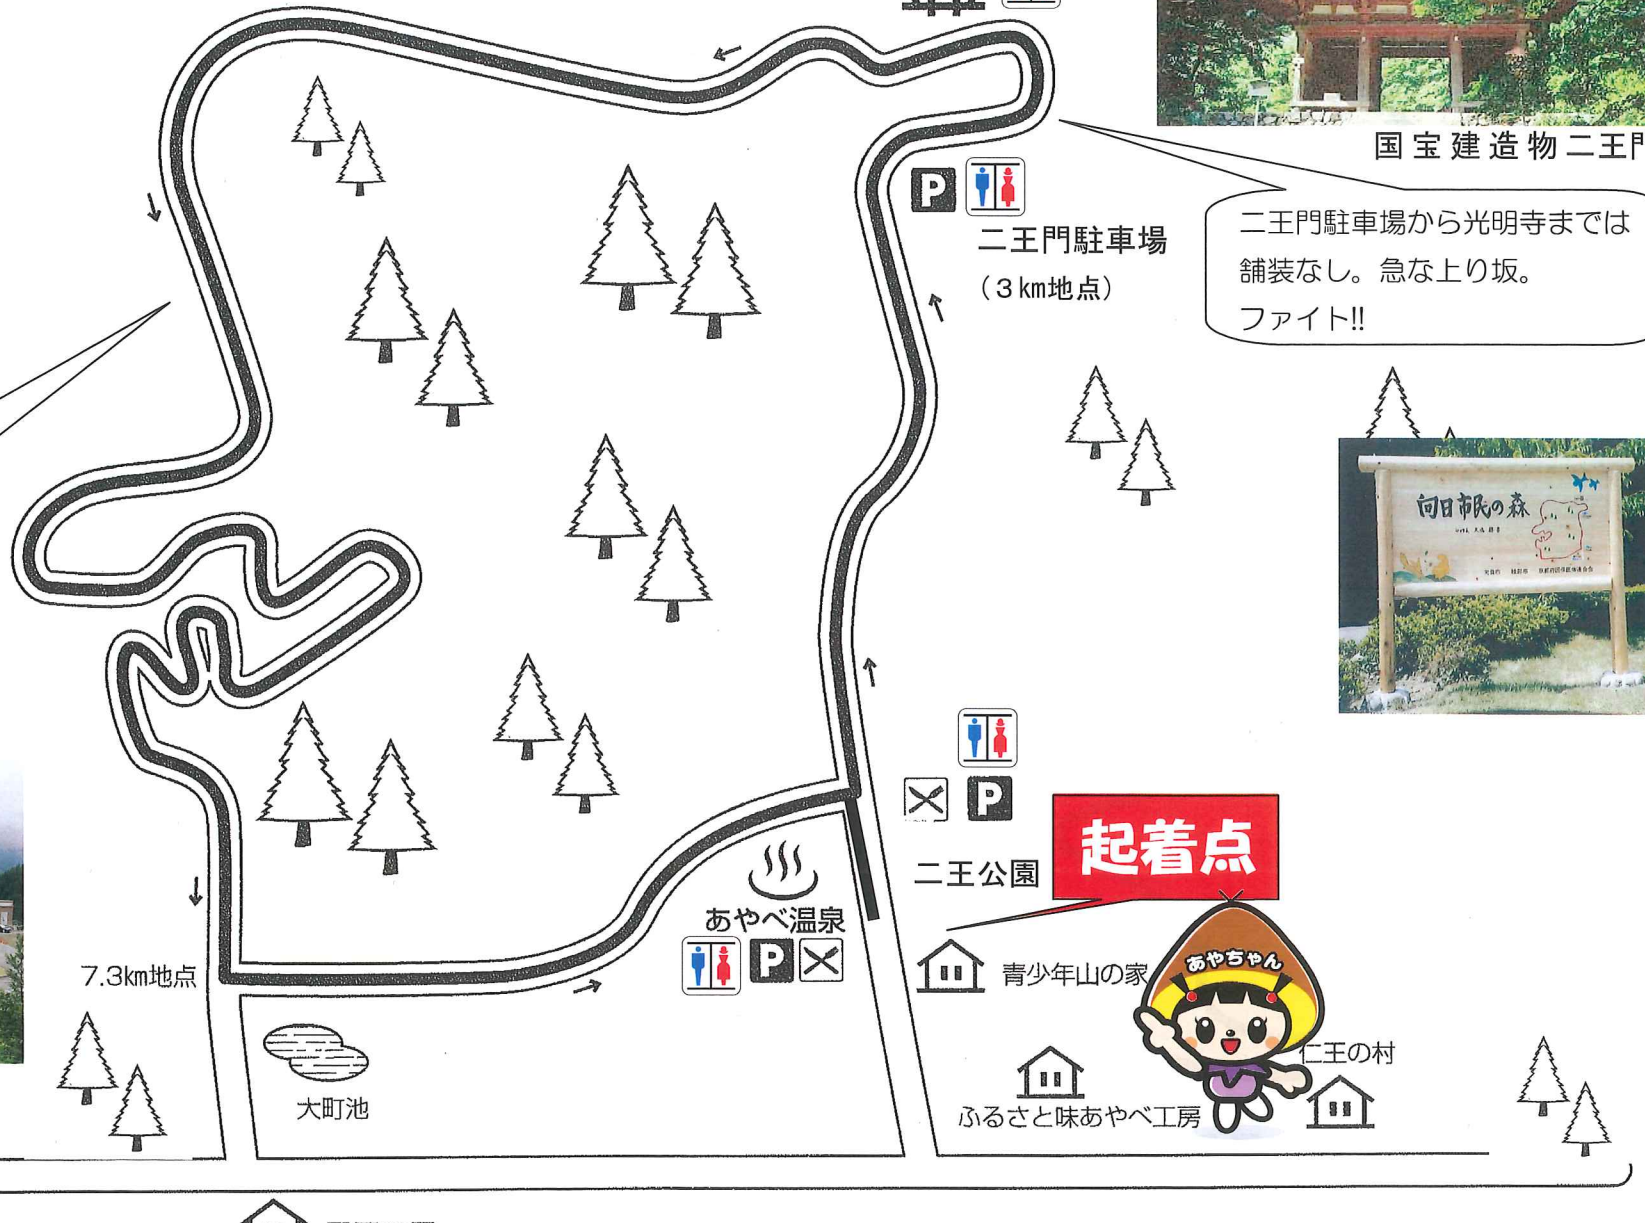 国宝建造物二王門
P
二王門駐車場
(3km地点)
二王門駐車場から光明寺までは
舗装なし。急な上り坂。
ファイト!!
向日市民の森
P
二王公園
起着点
あやべ温泉
P
7.3km地点
青少年山の家
あやちゃん
仁王の村
大町池
ふるさと味あやべ工房